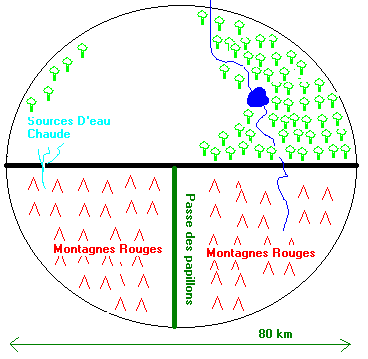 Sources D'eau
Chaude
Passe des papillons
Montagnes Rouges
Montagnes Rouges
80 km